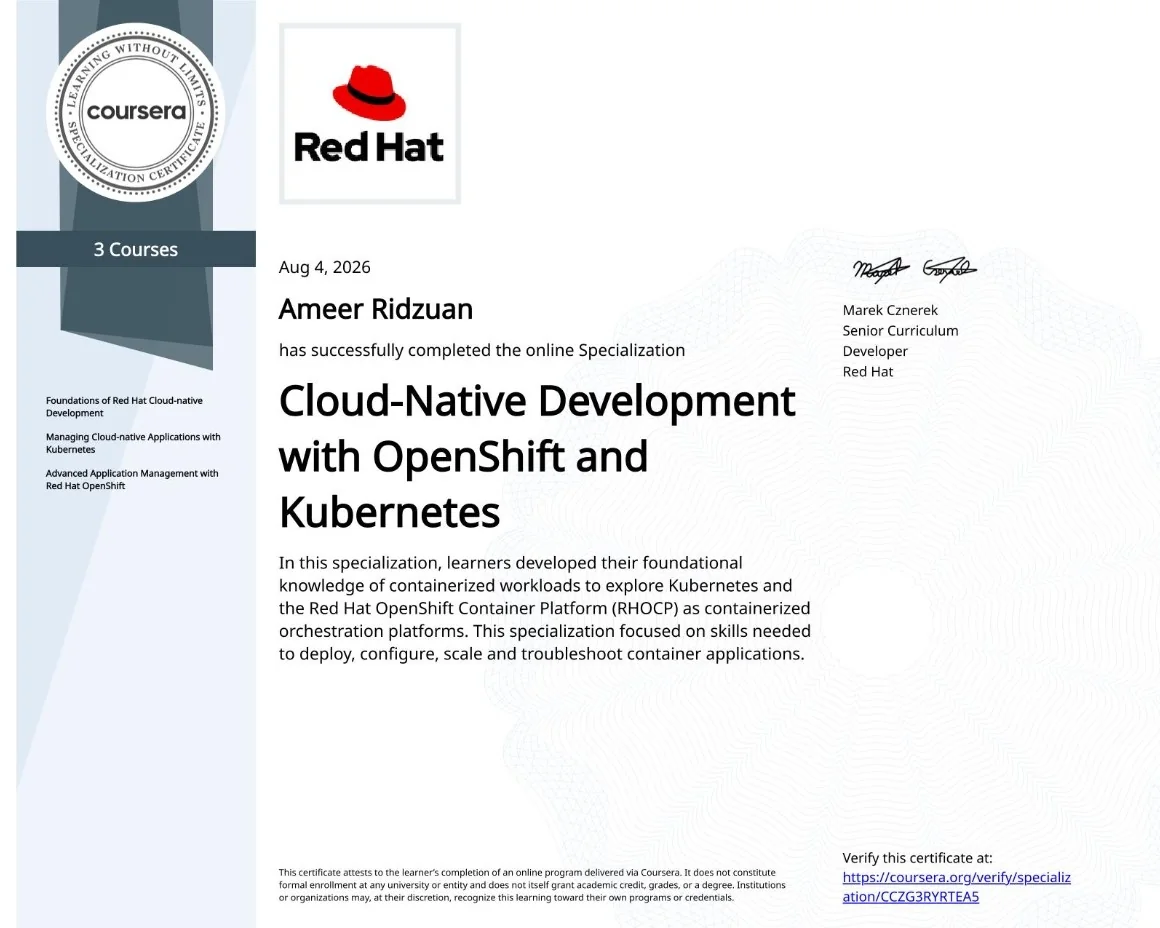 LEARNING WITHOUT LIMITS
coursera
SPECIALIZATION CERTIFICATE
3 Courses
Foundations of Red Hat Cloud-native
Development
Managing Cloud-native Applications with
Kubernetes
Advanced Application Management with
Red Hat OpenShift
Red Hat
Aug 4, 2026
Ameer Ridzuan
has successfully completed the online Specialization
Cloud-Native Development
with OpenShift and
Kubernetes
In this specialization, learners developed their foundational
knowledge of containerized workloads to explore Kubernetes and
the Red Hat OpenShift Container Platform (RHOCP) as containerized
orchestration platforms. This specialization focused on skills needed
to deploy, configure, scale and troubleshoot container applications.
This certificate attests to the learner's completion of an online program delivered via Coursera. It does not constitute
formal enrollment at any university or entity and does not itself grant academic credit, grades, or a degree. Institutions
or organizations may, at their discretion, recognize this learning toward their own programs or credentials.
Marek Cznerek
Senior Curriculum
Developer
Red Hat
Verify this certificate at:
https://coursera.org/verify/specializ
ation/CCZG3RYRTEA5